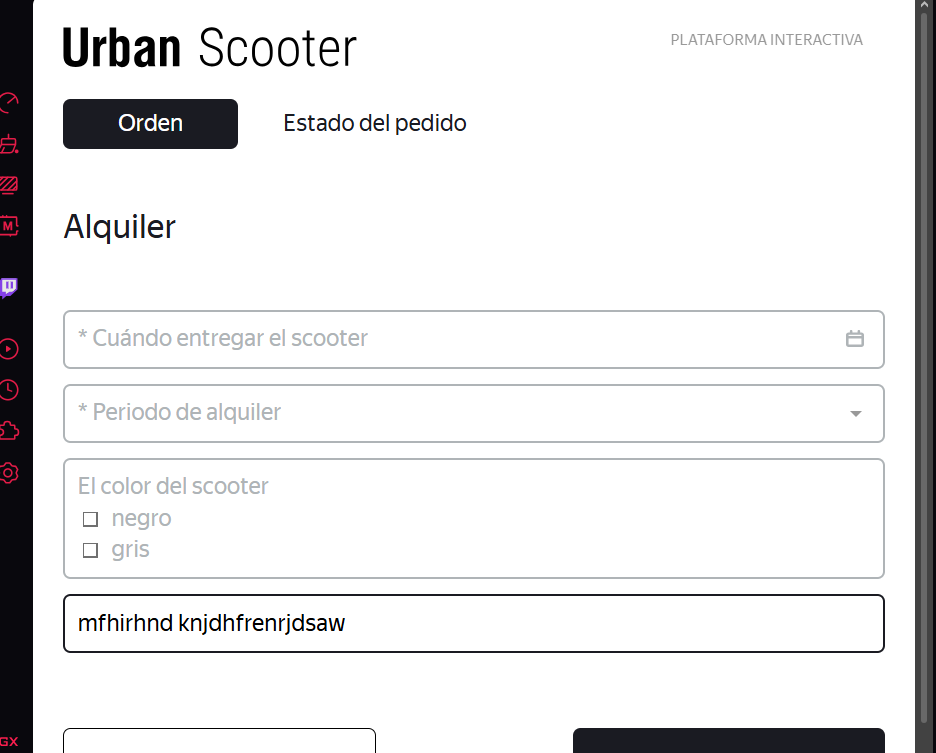 Urban Scooter
PLATAFORMA INTERACTIVA
Orden
Estado del pedido
Alquiler
* Cuándo entregar el scooter
* Periodo de alquiler
El color del scooter
negro
gris
mfhirhnd knjdhfrenrjdsaw
M
GX